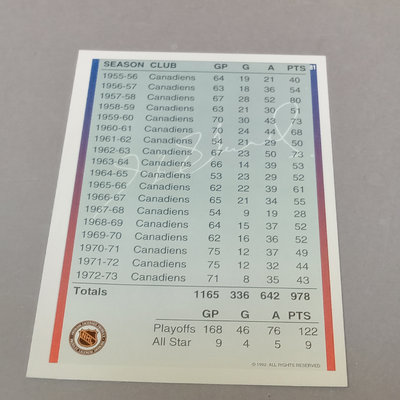 SEASON CLUB GP G A PTS
1955-56 Canadiens 64 19 21 40
1956-57 Canadiens 63 18 36 54
1957-58 Canadiens 67 28 52 80
1958-59 Canadiens 63 21 30 51
1959-60 Canadiens 70 30 43 73
1960-61 Canadiens 70 24 44 68
1961-62 Canadiens 54 21 29 50
1962-63 Canadiens 67 23 50 73
1963-64 Canadiens 66 14 39 53
1964-65 Canadiens 53 23 29 52
1965-66 Canadiens 62 22 39 61
1966-67 Canadiens 65 21 34 55
1967-68 Canadiens 54 9 19 28
1968-69 Canadiens 64 15 37 52
1969-70 Canadiens 62 16 36 52
1970-71 Canadiens 75 12 37 49
1971-72 Canadiens 75 12 32 44
1972-73 Canadiens 71 8 35 43
Totals 1165 336 642 978
GP G A PTS
Playoffs 168 46 76 122
All Star 9 4 5 9
© 1992 ALL RIGHTS RESERVED